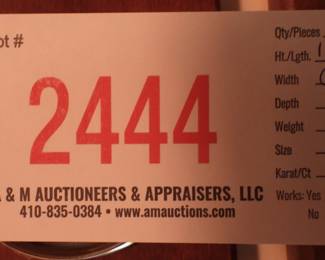 ot #
2444
A & M AUCTIONEERS & APPRAISERS, LLC
410-835-0384 • www.amauctions.com
Qty/Pieces
Ht./Lgth. 1
Width
Depth
Weight
Size
Karat/Ct
Works: Yes
No